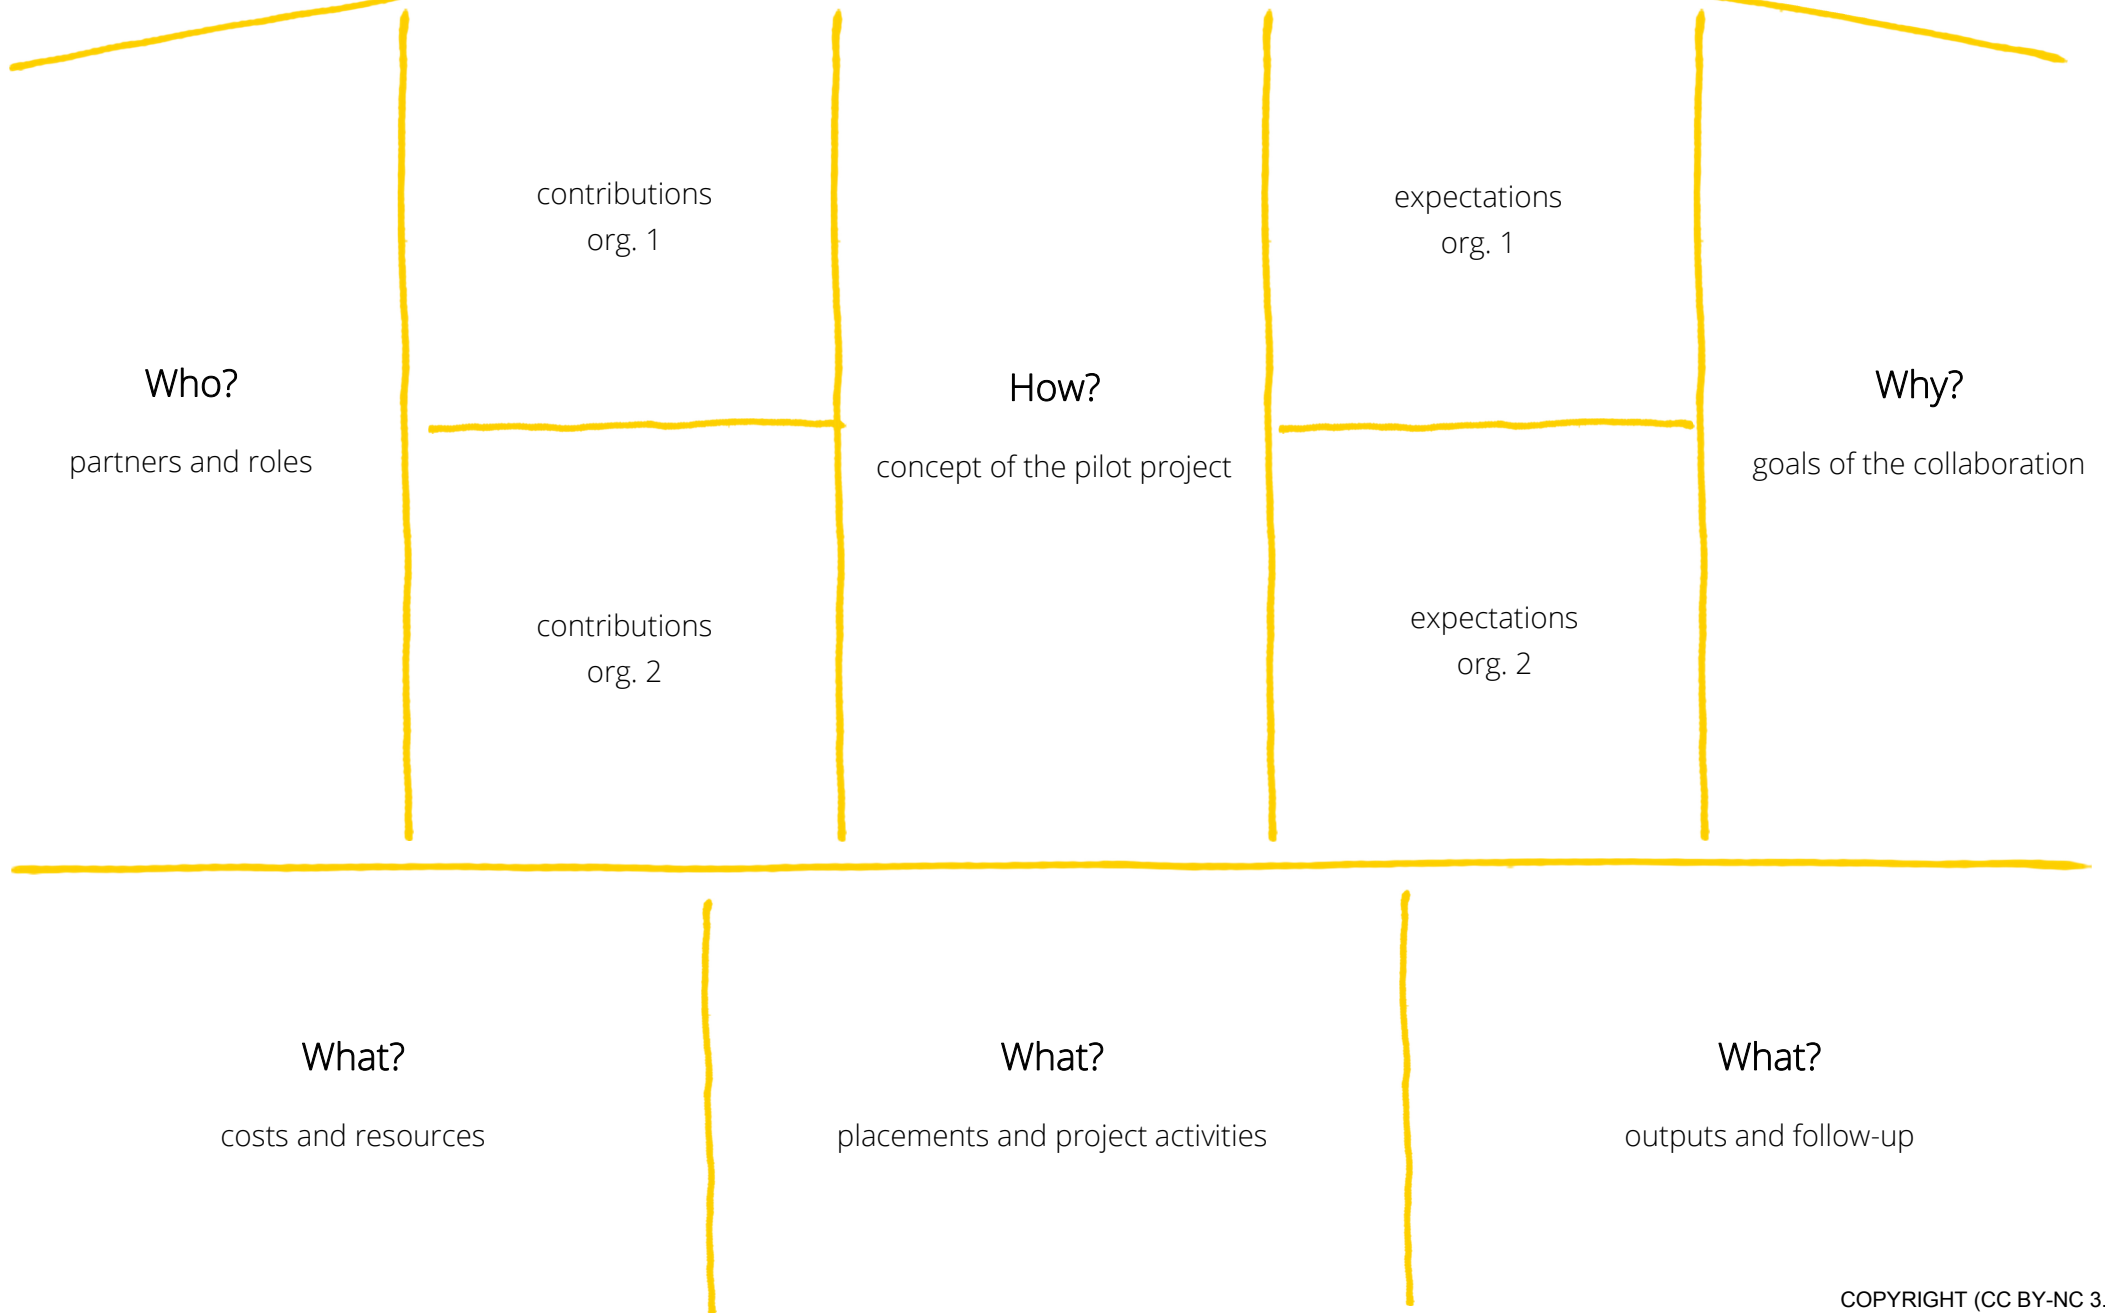 contributions
org. 1
expectations
org. 1
Who?
partners and roles
How?
concept of the pilot project
Why?
goals of the collaboration
contributions
org. 2
expectations
org. 2
What?
costs and resources
What?
placements and project activities
What?
outputs and follow-up
COPYRIGHT (CC BY-NC 3.